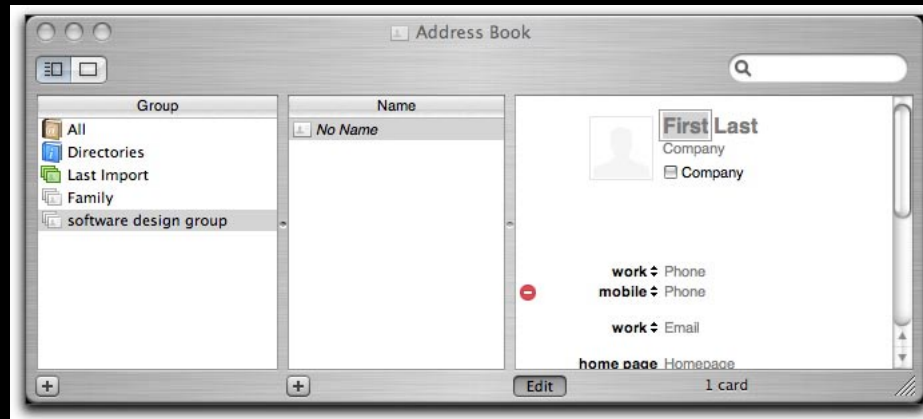 Address Book
Group
All
Directories
Last Import
Family
software design group
Name
No Name
First Last
Company
Company
work Phone
mobile Phone
work Email
home page Homepage
Edit
1 card